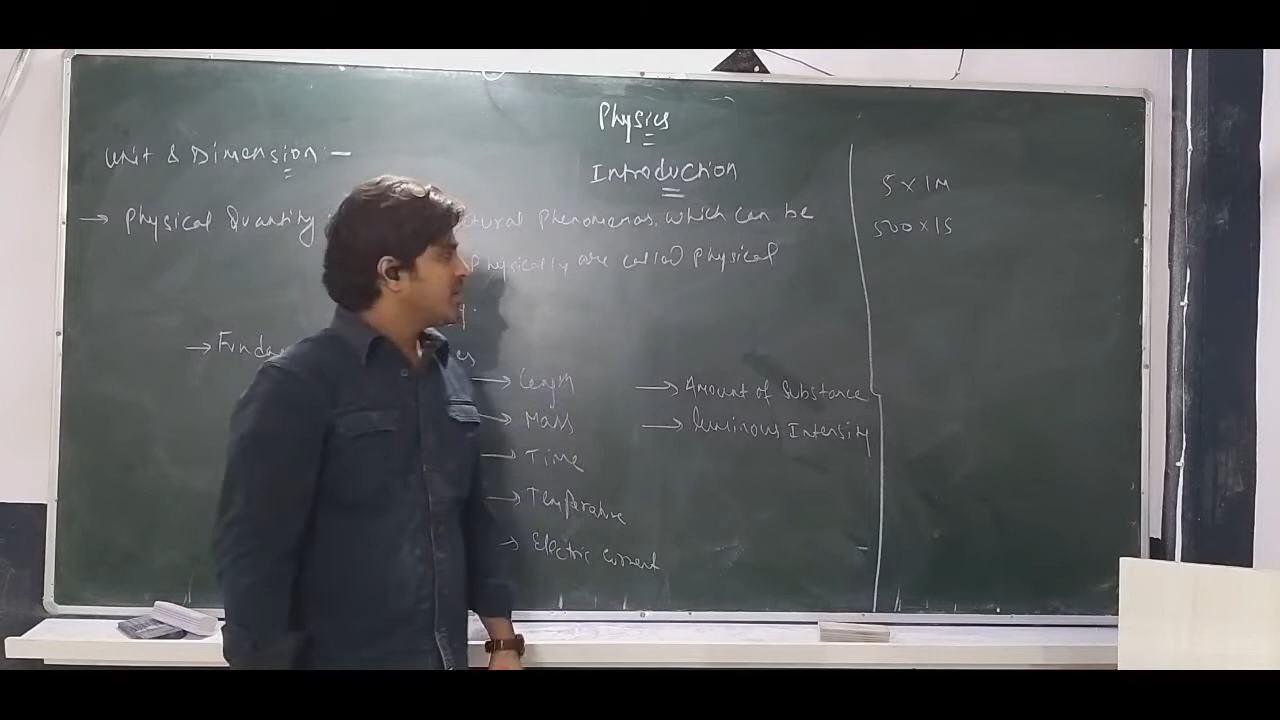 Physics
Introduction
Unit & Dimension :-
→ Physical Quantity natural phenomenas, which can be
Physically are called Physical
→ Funda
→ Length
→ Mass
→ Time
→ Temperature
→ Electric current
→ Amount of Substance
→ luminous Intensity
5 × 1M
500 × 1S